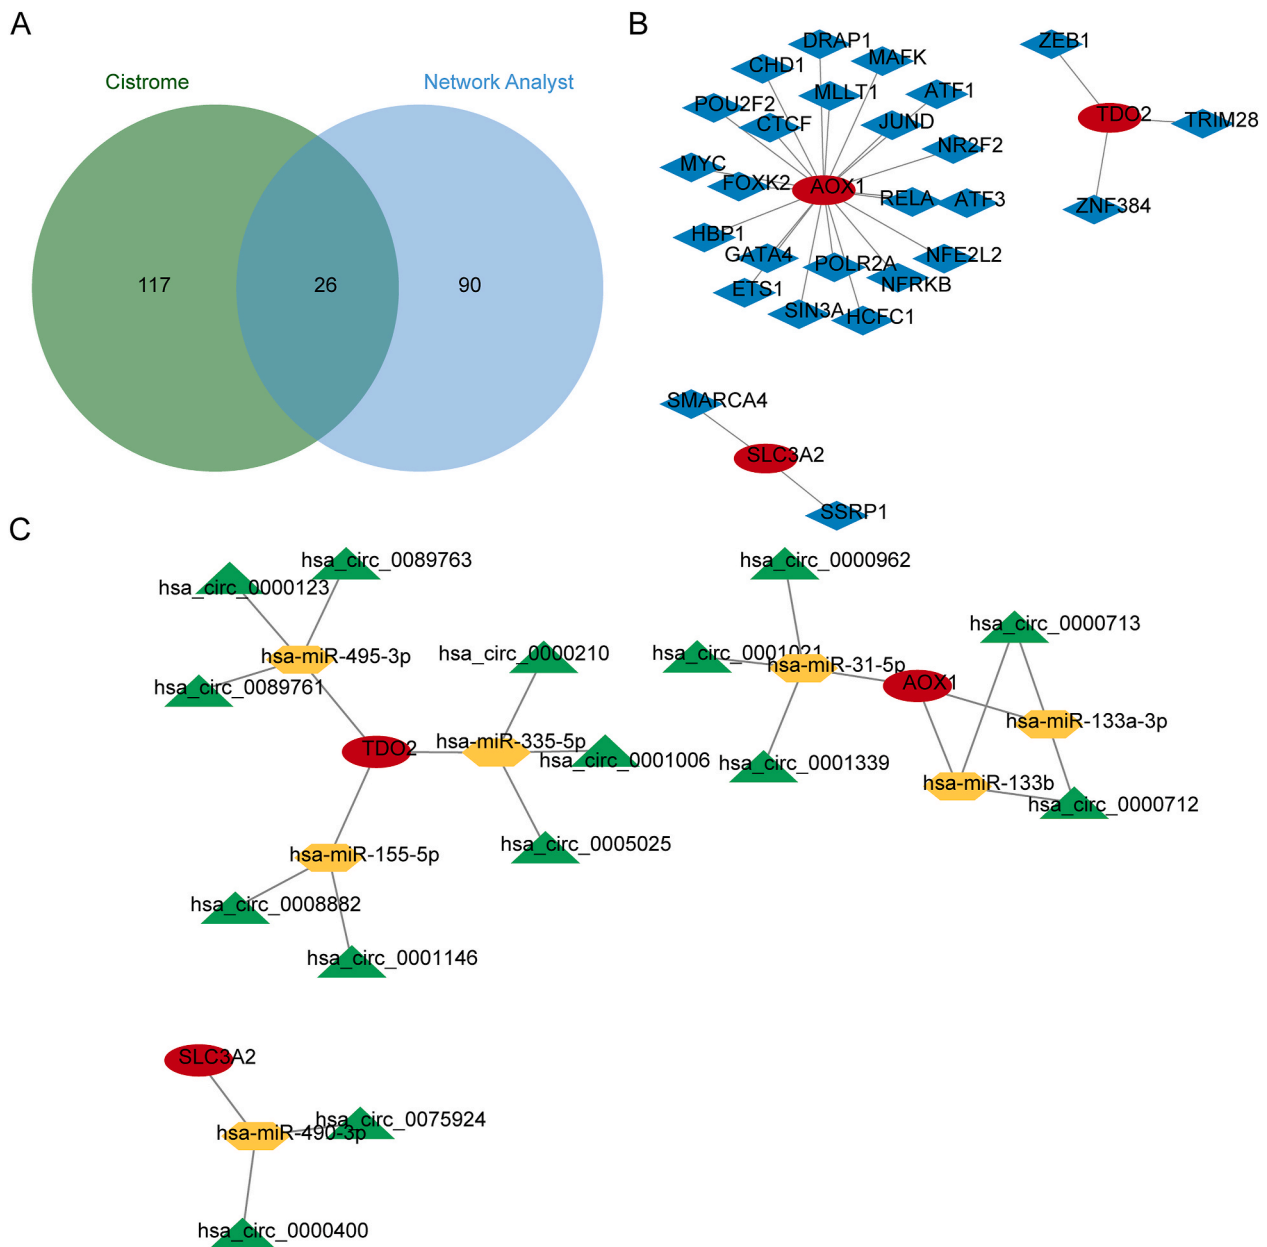 A
Cistrome
Network Analyst
117
26
90
B
DRAP1
MAFK
CHD1
MLLT1
ATF1
POU2F2
CTCF
JUND
NR2F2
MYC
FOXK2
AOX1
RELA
ATF3
HBP1
GATA4
POLR2A
NFE2L2
NFRKB
ETS1
SIN3A
HCFC1
ZEB1
TDO2
TRIM28
ZNF384
SMARCA4
SLC3A2
SSRP1
C
hsa_circ_0089763
hsa_circ_0000123
hsa-miR-495-3p
hsa_circ_0089761
hsa_circ_0000210
TDO2
hsa-miR-335-5p
hsa_circ_0001006
hsa_circ_0005025
hsa-miR-155-5p
hsa_circ_0008882
hsa_circ_0001146
hsa_circ_0000962
hsa_circ_0001021
hsa-miR-31-5p
AOX1
hsa_circ_0000713
hsa-miR-133a-3p
hsa_circ_0001339
hsa-miR-133b
hsa_circ_0000712
SLC3A2
hsa_circ_0075924
hsa-miR-490-3p
hsa_circ_0000400